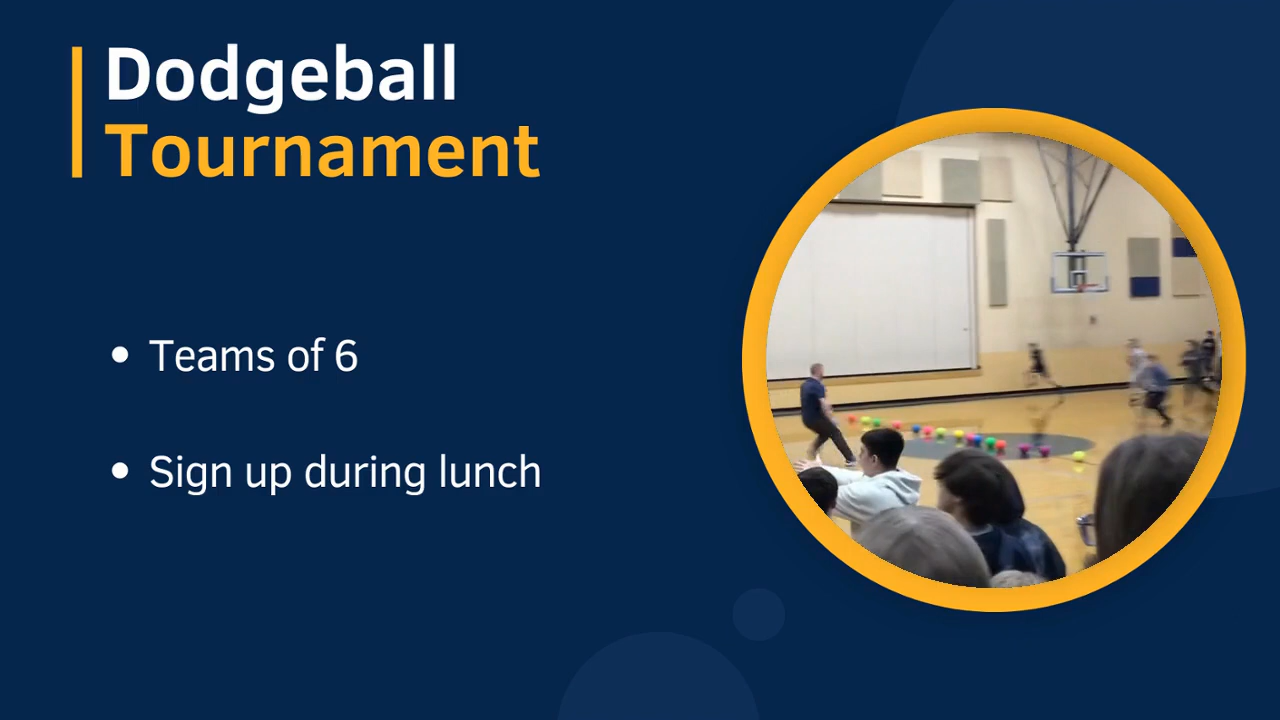 Dodgeball
Tournament
Teams of 6
Sign up during lunch